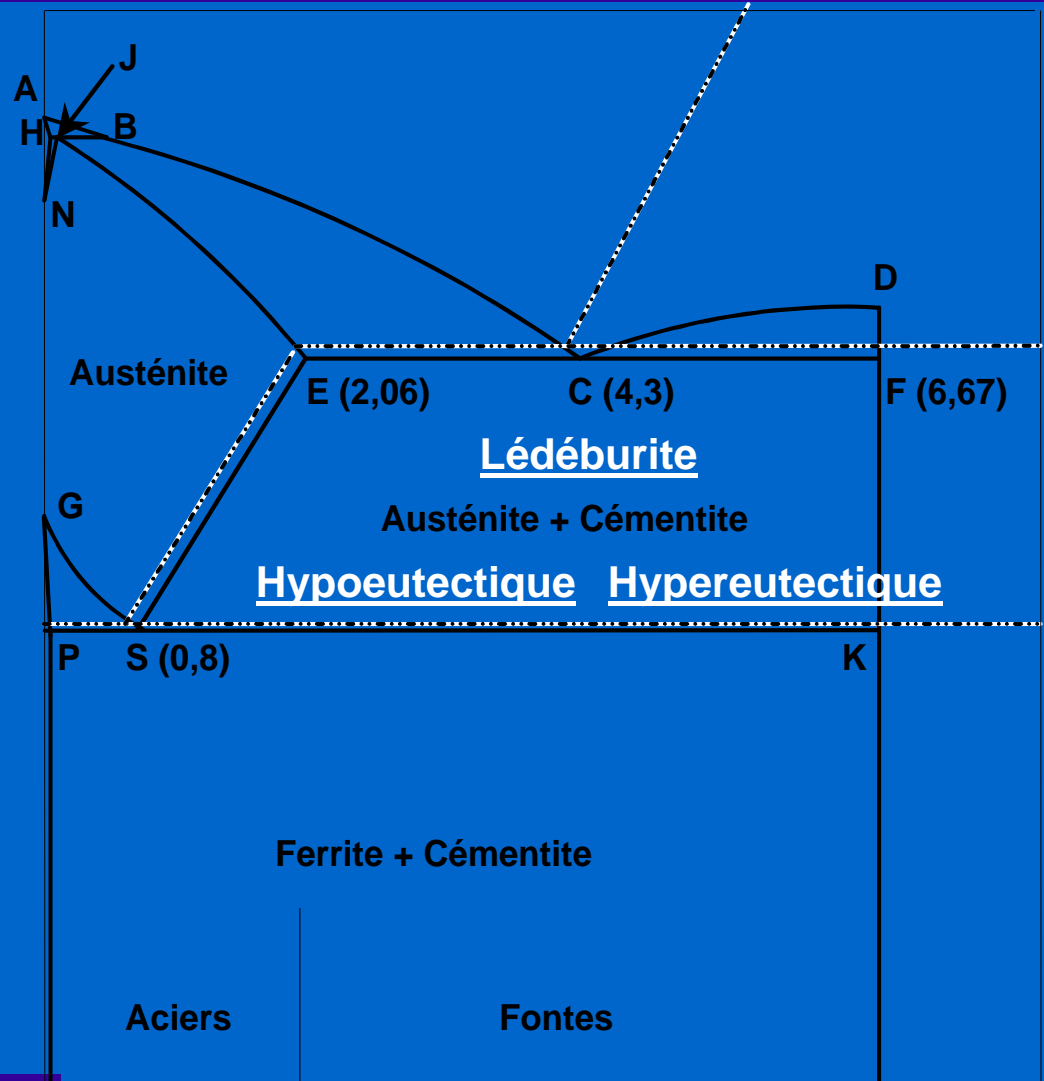 J
A
H
B
N
D
Austénite
E (2,06)
C (4,3)
F (6,67)
Lédéburite
G
Austénite + Cémentite
Hypoeutectique
Hypereutectique
P
S (0,8)
K
Ferrite + Cémentite
Aciers
Fontes